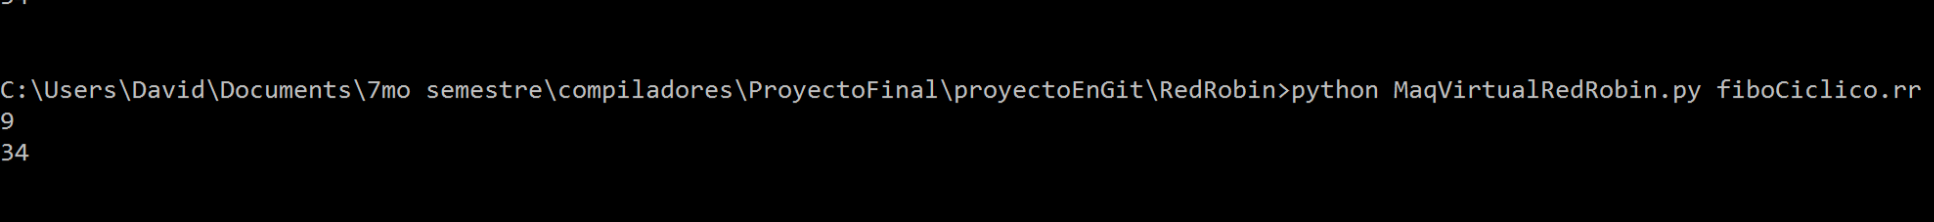 C:\Users\David\Documents\7mo semestre\compiladores\ProyectoFinal\proyectoEnGit\RedRobin>python MaqVirtualRedRobin.py fiboCiclico.rr
9
34